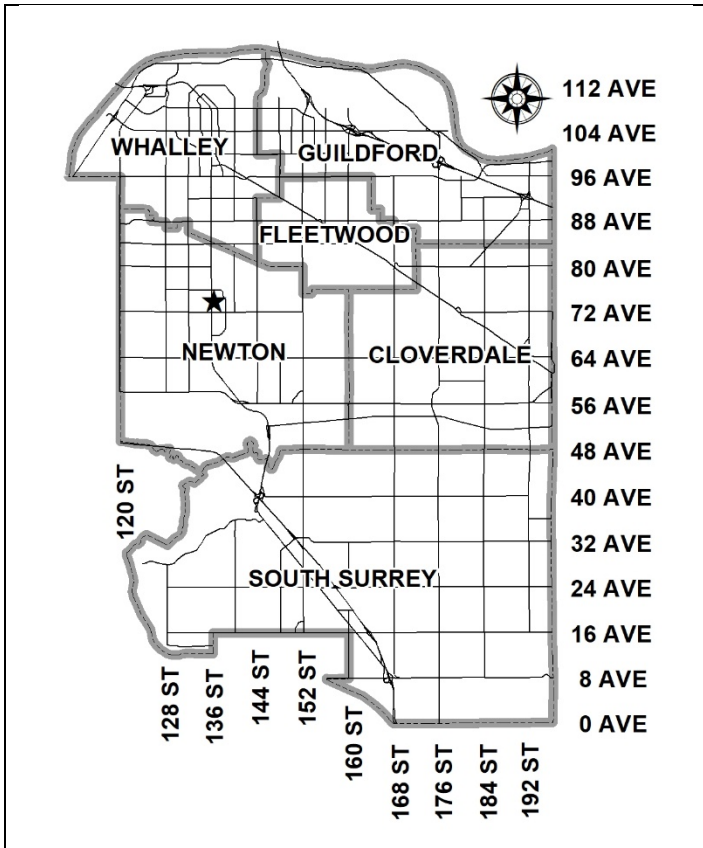 112 AVE
104 AVE
WHALLEY
GUILDFORD
96 AVE
88 AVE
FLEETWOOD
80 AVE
72 AVE
NEWTON
CLOVERDALE
64 AVE
56 AVE
48 AVE
120 ST
40 AVE
32 AVE
SOUTH SURREY
24 AVE
16 AVE
8 AVE
0 AVE
128 ST
136 ST
144 ST
152 ST
160 ST
168 ST
176 ST
184 ST
192 ST